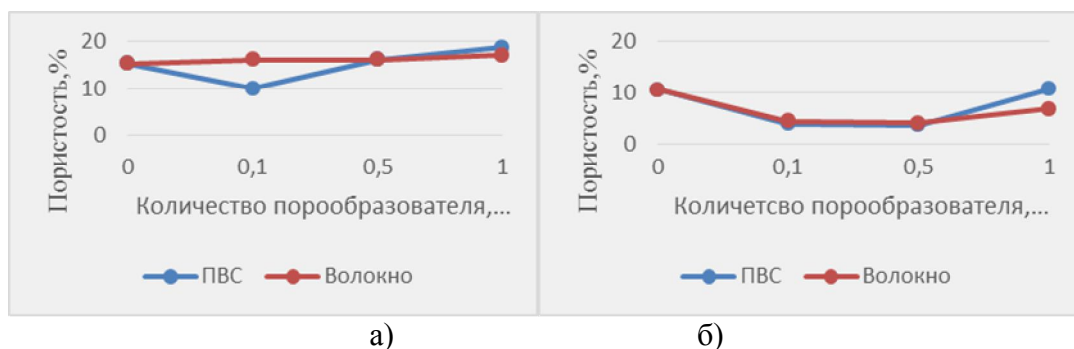 Пористость,%
20
10
0
0
0,1
0,5
1
Количество порообразователя,...
ПВС
Волокно
а)
Пористость,%
20
10
0
0
0,1
0,5
1
Количетсво порообразователя,...
ПВС
Волокно
б)